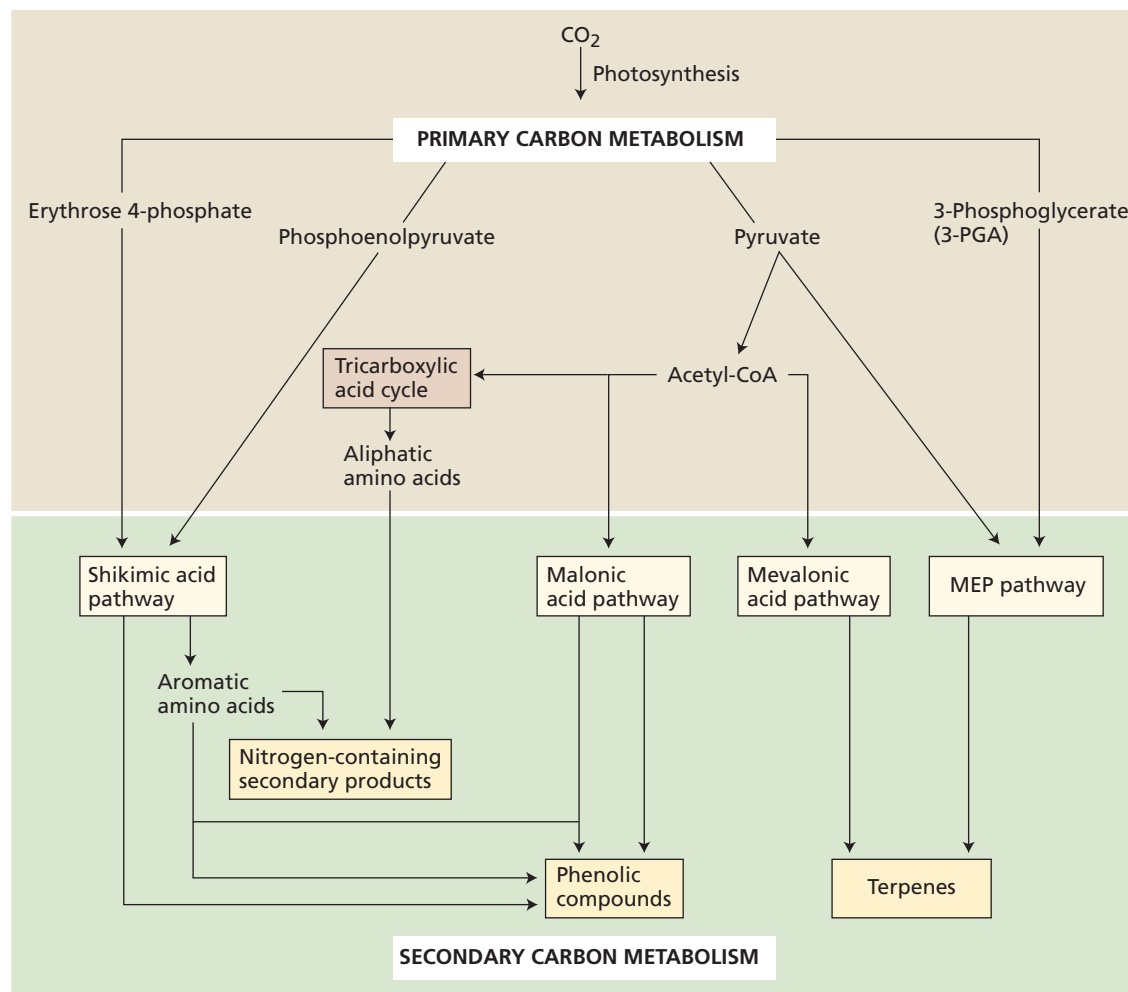 CO2
Photosynthesis
PRIMARY CARBON METABOLISM
Erythrose 4-phosphate
Phosphoenolpyruvate
Pyruvate
3-Phosphoglycerate
(3-PGA)
Tricarboxylic
acid cycle
Acetyl-CoA
Aliphatic
amino acids
Shikimic acid
pathway
Malonic
acid pathway
Mevalonic
acid pathway
MEP pathway
Aromatic
amino acids
Nitrogen-containing
secondary products
Phenolic
compounds
Terpenes
SECONDARY CARBON METABOLISM